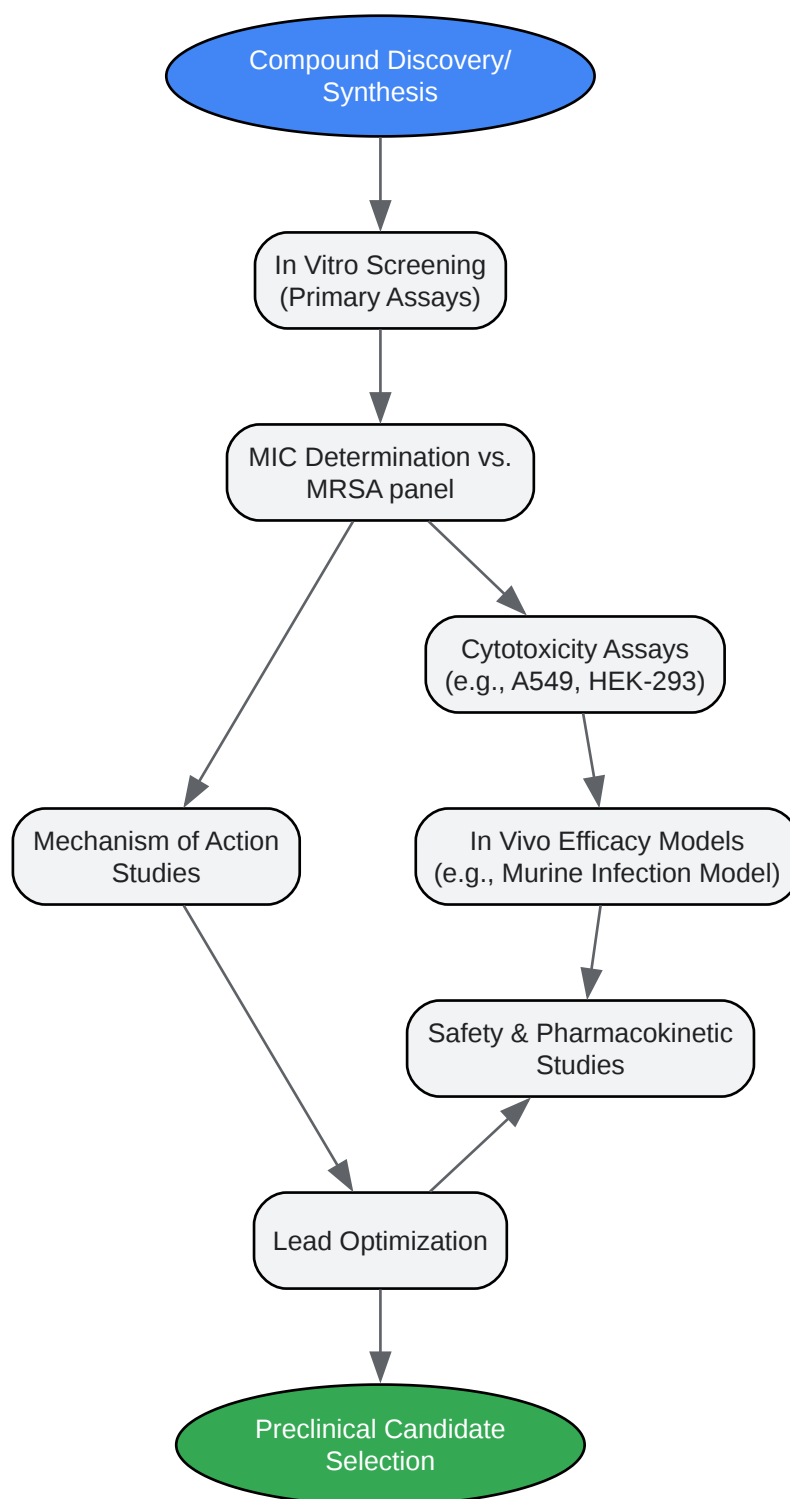 Compound Discovery/
Synthesis
In Vitro Screening
(Primary Assays)
MIC Determination vs.
MRSA panel
Cytotoxicity Assays
(e.g., A549, HEK-293)
Mechanism of Action
Studies
In Vivo Efficacy Models
(e.g., Murine Infection Model)
Safety & Pharmacokinetic
Studies
Lead Optimization
Preclinical Candidate
Selection